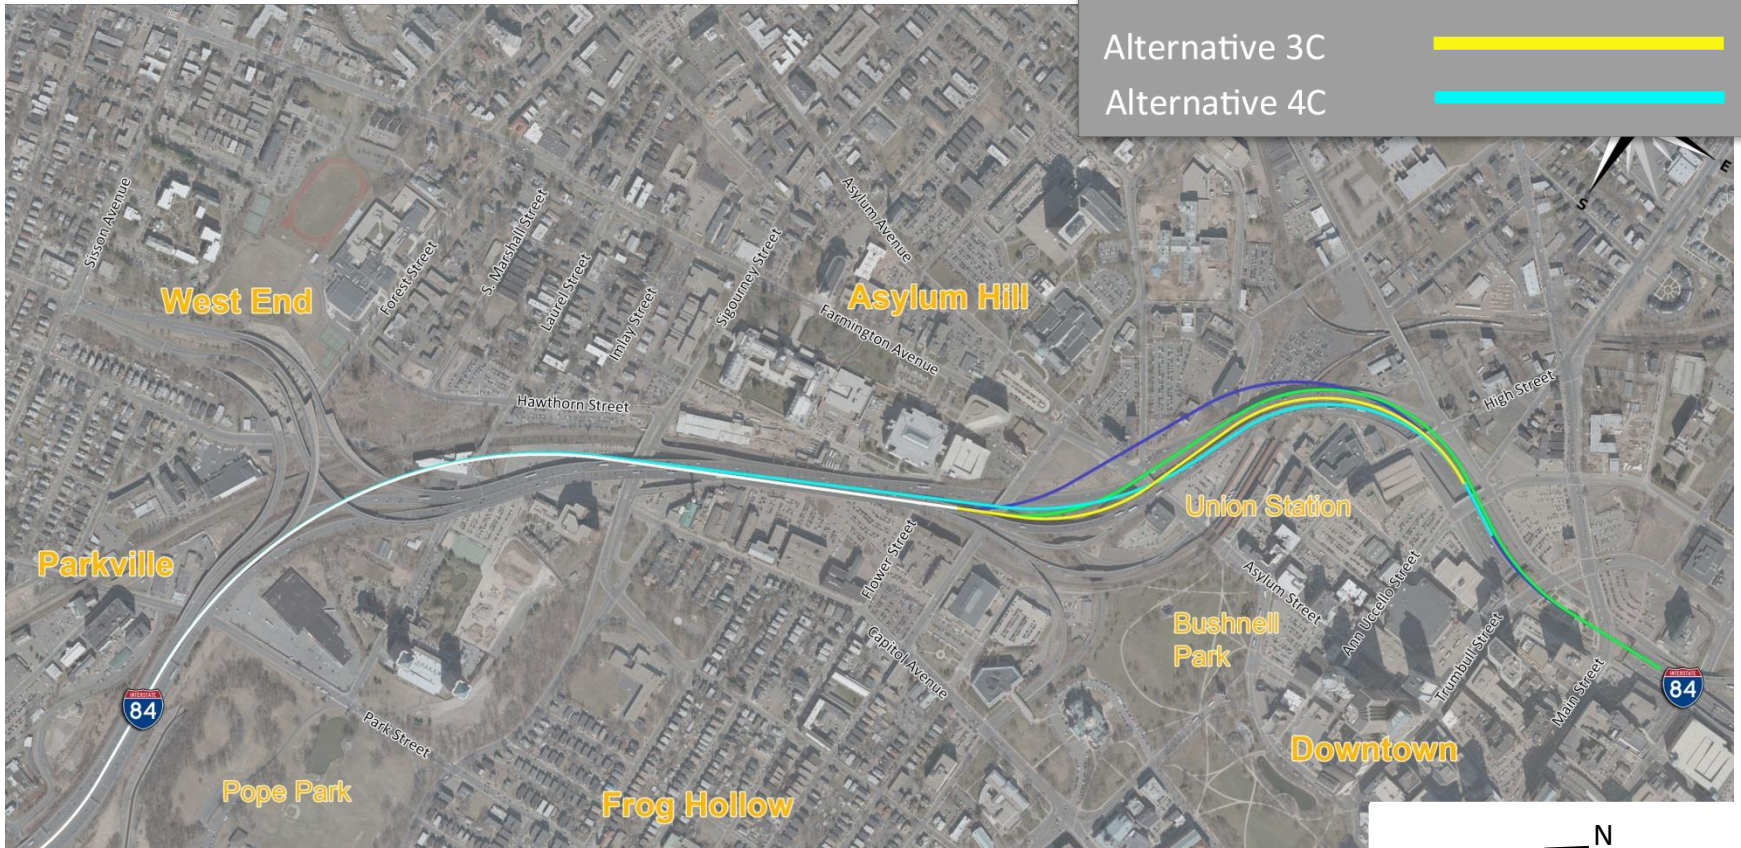 Alternative 3C
Alternative 4C
E
S
Sisson Avenue
West End
Forest Street
S. Marshall Street
Laurel Street
Imlay Street
Sigourney Street
Asylum Avenue
Asylum Hill
Farmington Avenue
Hawthorn Street
High Street
Union Station
Parkville
Flower Street
Asylum Street
Ann Uccello Street
Bushnell
Park
Capitol Avenue
Trumbull Street
Main Street
INTERSTATE
84
INTERSTATE
84
Park Street
Downtown
Pope Park
Frog Hollow
N